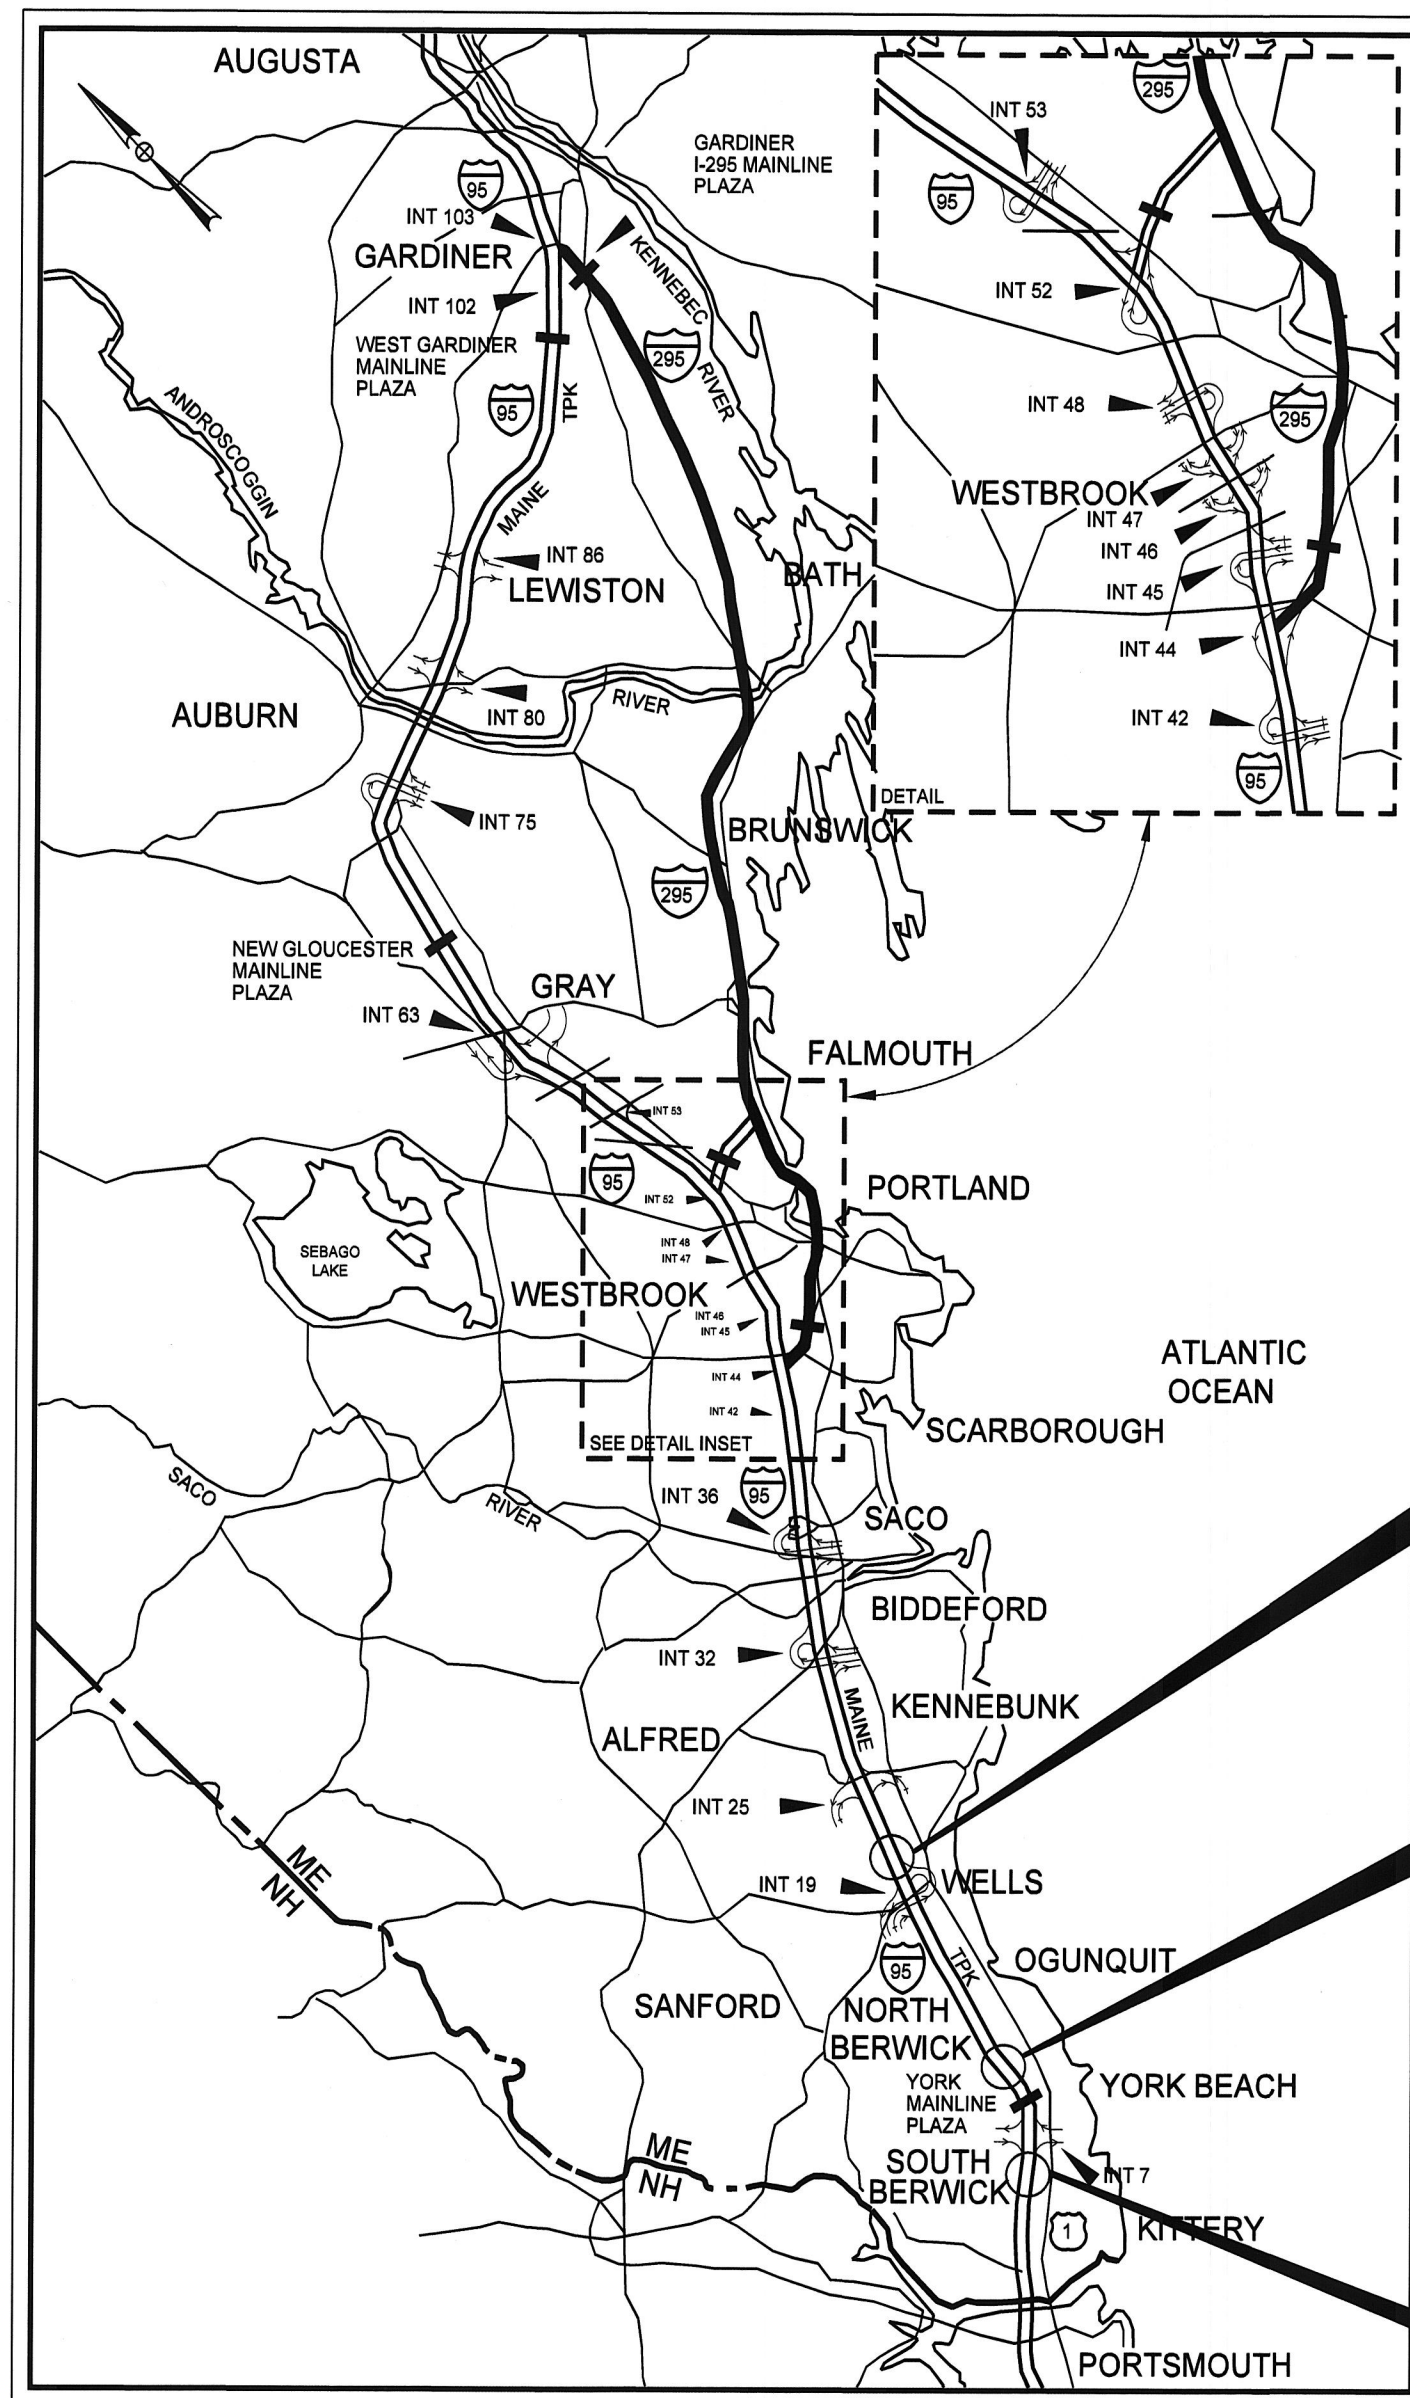 AUGUSTA
GARDINER
I-295 MAINLINE
PLAZA
95
INT 103
GARDINER
INT 102
WEST GARDINER
MAINLINE
PLAZA
KENNEBEC
RIVER
295
95
TPK
MAINE
ANDROSCOGGIN
RIVER
INT 86
LEWISTON
BATH
AUBURN
INT 80
INT 75
BRUNSWICK
295
NEW GLOUCESTER
MAINLINE
PLAZA
GRAY
INT 63
FALMOUTH
295
INT 53
95
INT 52
INT 48
295
WESTBROOK
INT 47
INT 46
INT 45
INT 44
INT 42
95
DETAIL
INT 53
95
INT 52
PORTLAND
INT 48
INT 47
SEBAGO
LAKE
WESTBROOK
INT 46
INT 45
INT 44
INT 42
SEE DETAIL INSET
ATLANTIC
OCEAN
SCARBOROUGH
SACO
RIVER
INT 36
95
SACO
BIDDEFORD
INT 32
MAINE
KENNEBUNK
ALFRED
INT 25
ME
NH
INT 19
WELLS
95
TPK
OGUNQUIT
SANFORD
NORTH
BERWICK
YORK
MAINLINE
PLAZA
YORK BEACH
ME
NH
SOUTH
BERWICK
INT 7
1
KITTERY
PORTSMOUTH